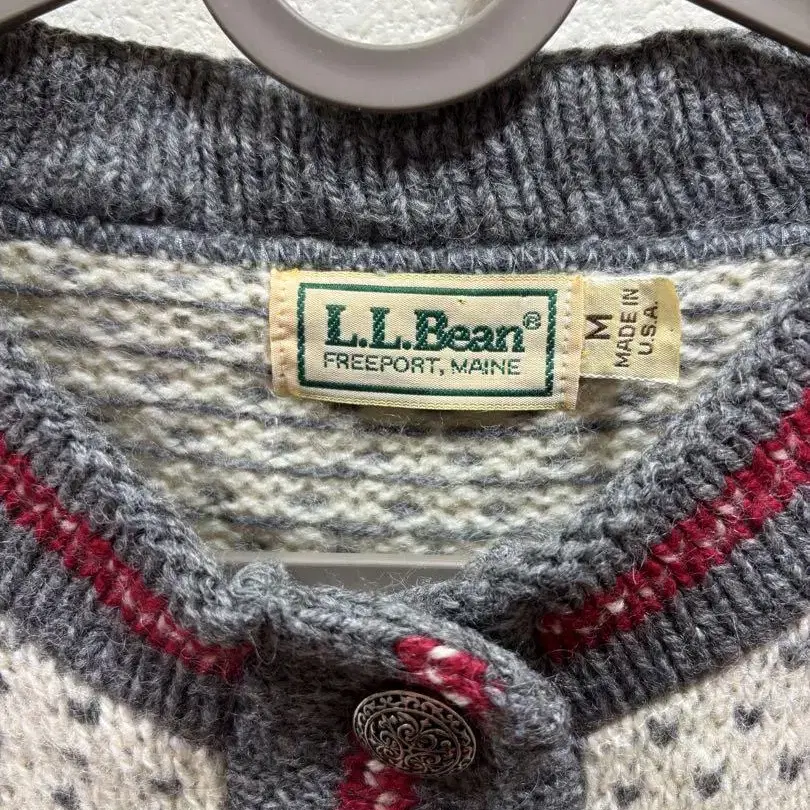 L.L.Bean®
FREEPORT, MAINE
M
MADE IN
U.S.A.